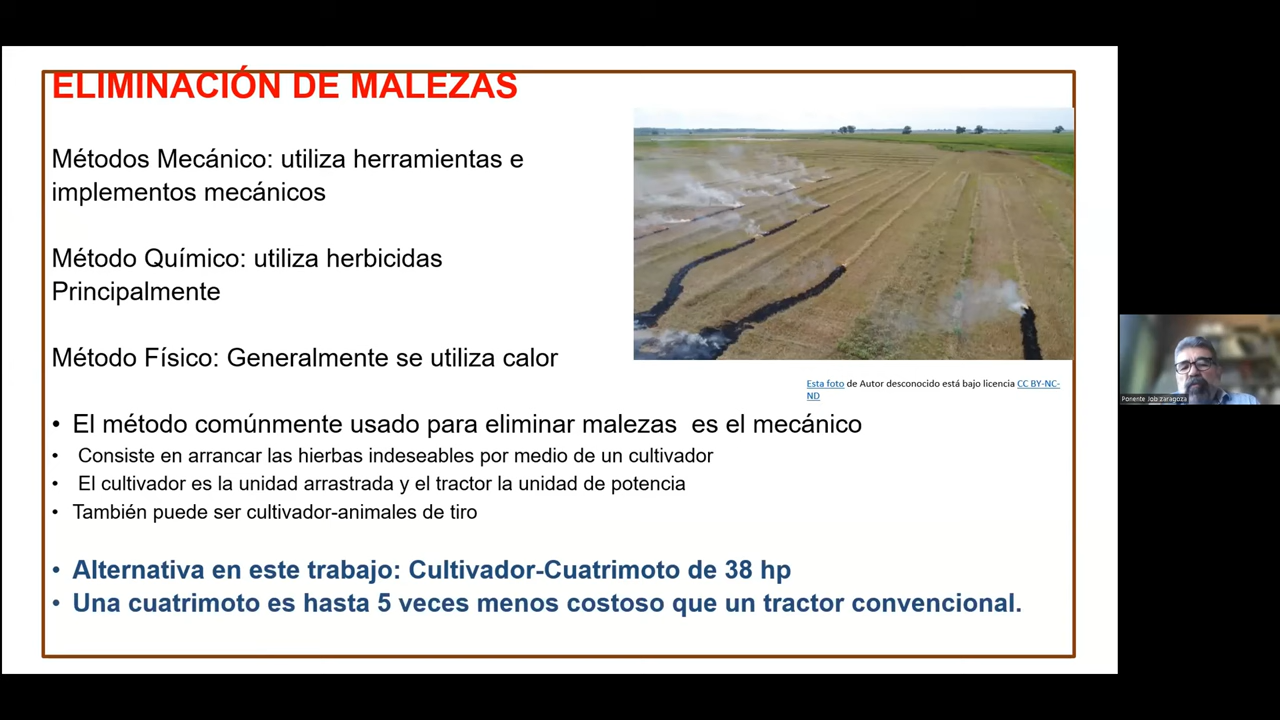 ELIMINACIÓN DE MALEZAS
Métodos Mecánico: utiliza herramientas e
implementos mecánicos
Método Químico: utiliza herbicidas
Principalmente
Método Físico: Generalmente se utiliza calor
Esta foto de Autor desconocido está bajo licencia CC BY-NC-
ND
• El método comúnmente usado para eliminar malezas es el mecánico
• Consiste en arrancar las hierbas indeseables por medio de un cultivador
• El cultivador es la unidad arrastrada y el tractor la unidad de potencia
• También puede ser cultivador-animales de tiro
• Alternativa en este trabajo: Cultivador-Cuatrimoto de 38 hp
• Una cuatrimoto es hasta 5 veces menos costoso que un tractor convencional.
Ponente Job zaragoza